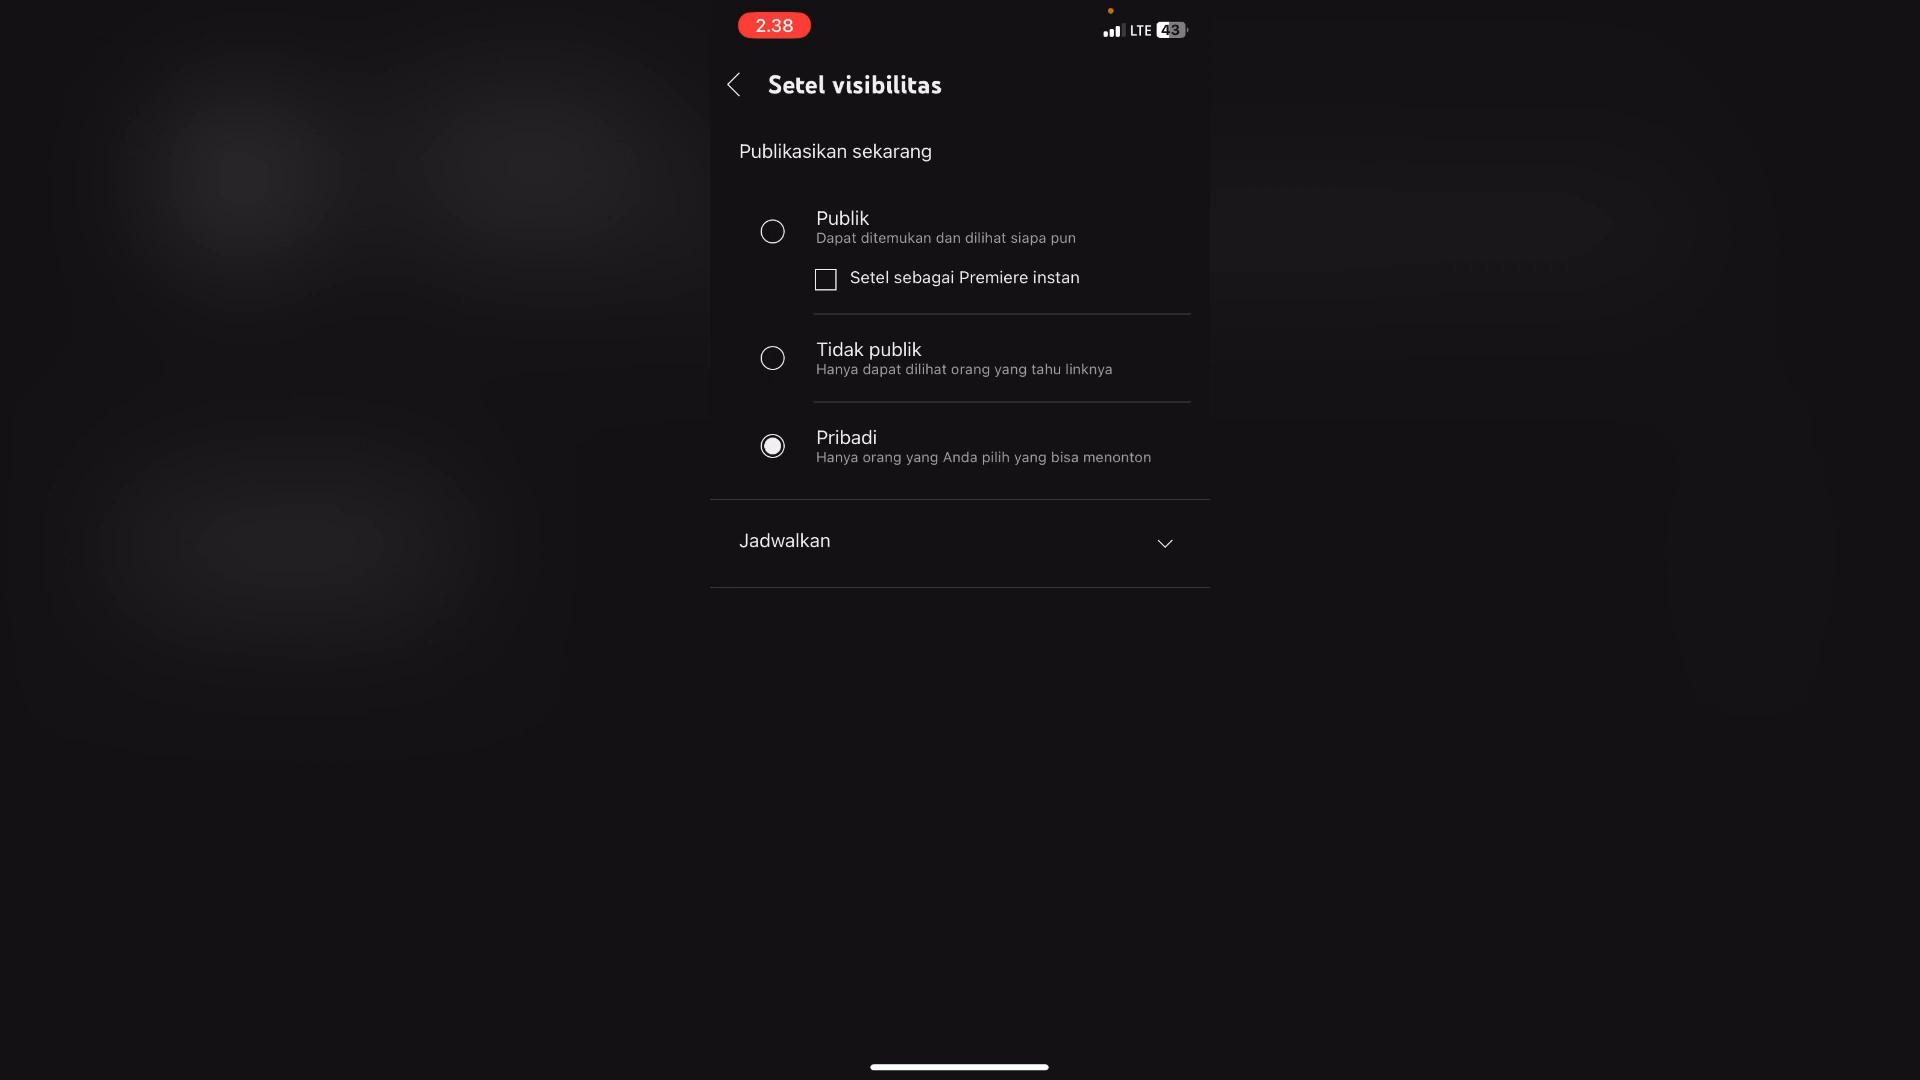 2.38
LTE 43
Setel visibilitas
Publikasikan sekarang
Publik
Dapat ditemukan dan dilihat siapa pun
Setel sebagai Premiere instan
Tidak publik
Hanya dapat dilihat orang yang tahu linknya
Pribadi
Hanya orang yang Anda pilih yang bisa menonton
Jadwalkan